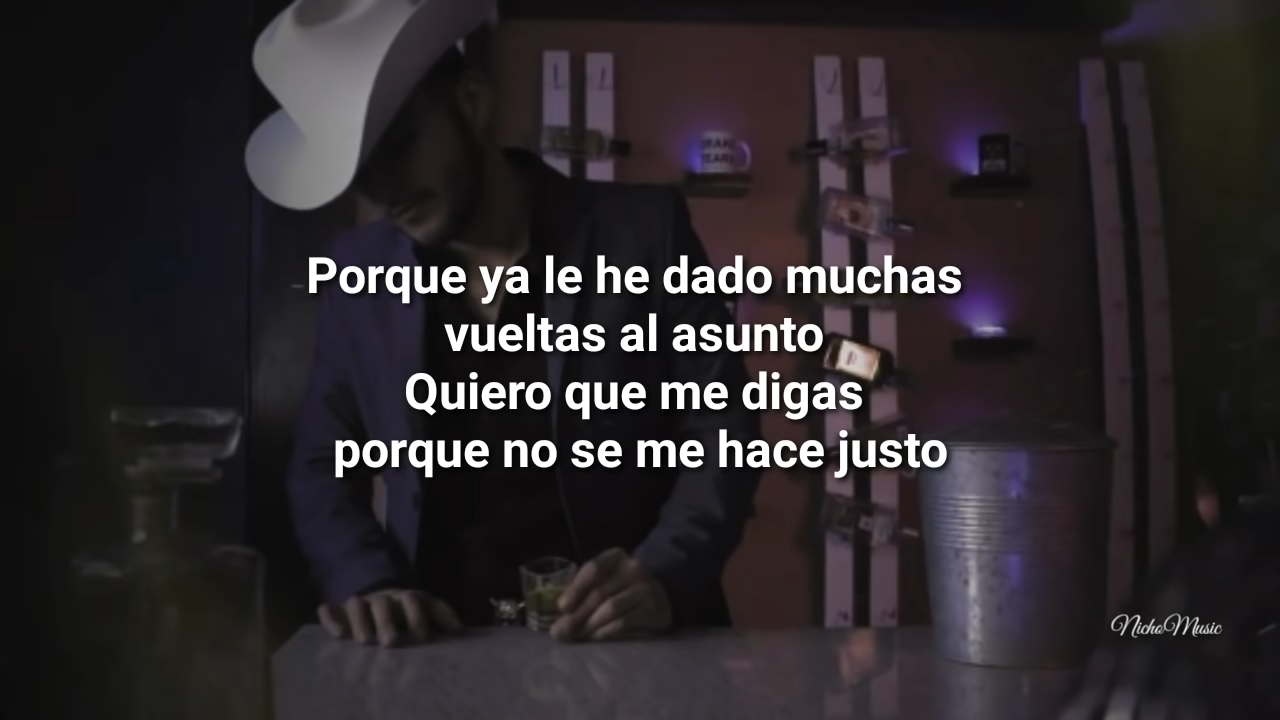 Porque ya le he dado muchas
vueltas al asunto
Quiero que me digas
porque no se me hace justo
NichoMusic